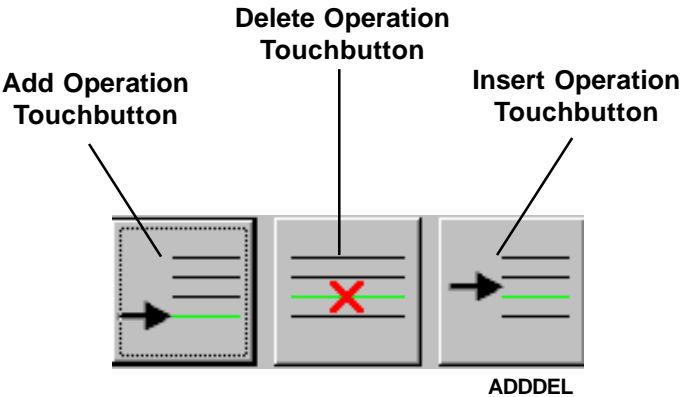 Delete Operation
Touchbutton
Add Operation
Touchbutton
Insert Operation
Touchbutton
ADDDEL